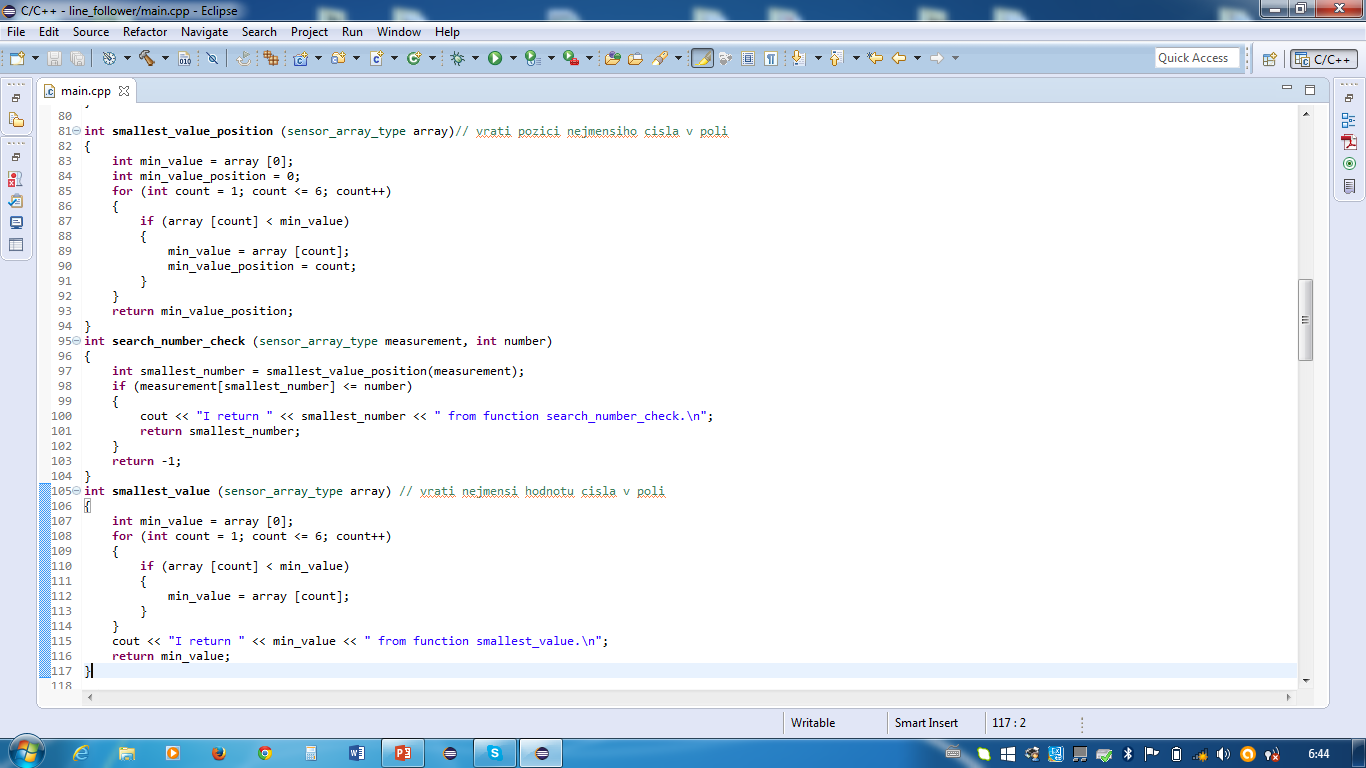 C/C++ - line_follower/main.cpp - Eclipse
File Edit Source Refactor Navigate Search Project Run Window Help
Quick Access C/C++
main.cpp
80
81 int smallest_value_position (sensor_array_type array)// vrati pozici nejmensiho cisla v poli
82 {
83     int min_value = array [0];
84     int min_value_position = 0;
85     for (int count = 1; count <= 6; count++)
86     {
87         if (array [count] < min_value)
88         {
89             min_value = array [count];
90             min_value_position = count;
91         }
92     }
93     return min_value_position;
94 }
95 int search_number_check (sensor_array_type measurement, int number)
96 {
97     int smallest_number = smallest_value_position(measurement);
98     if (measurement[smallest_number] <= number)
99     {
100         cout << "I return " << smallest_number << " from function search_number_check.\n";
101         return smallest_number;
102     }
103     return -1;
104 }
105 int smallest_value (sensor_array_type array) // vrati nejmensi hodnotu cisla v poli
106 {
107     int min_value = array [0];
108     for (int count = 1; count <= 6; count++)
109     {
110         if (array [count] < min_value)
111         {
112             min_value = array [count];
113         }
114     }
115     cout << "I return " << min_value << " from function smallest_value.\n";
116     return min_value;
117 }
118
Writable Smart Insert 117 : 2
6:44